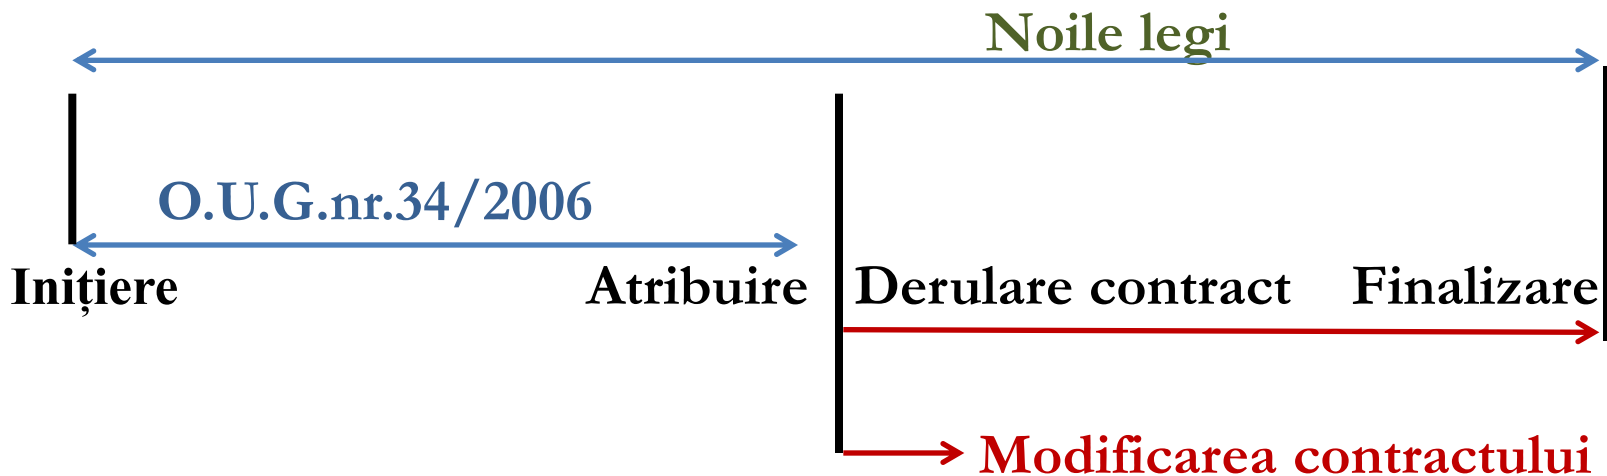 Noile legi
O.U.G.nr.34/2006
Inițiere Atribuire Derulare contract Finalizare
Modificarea contractului